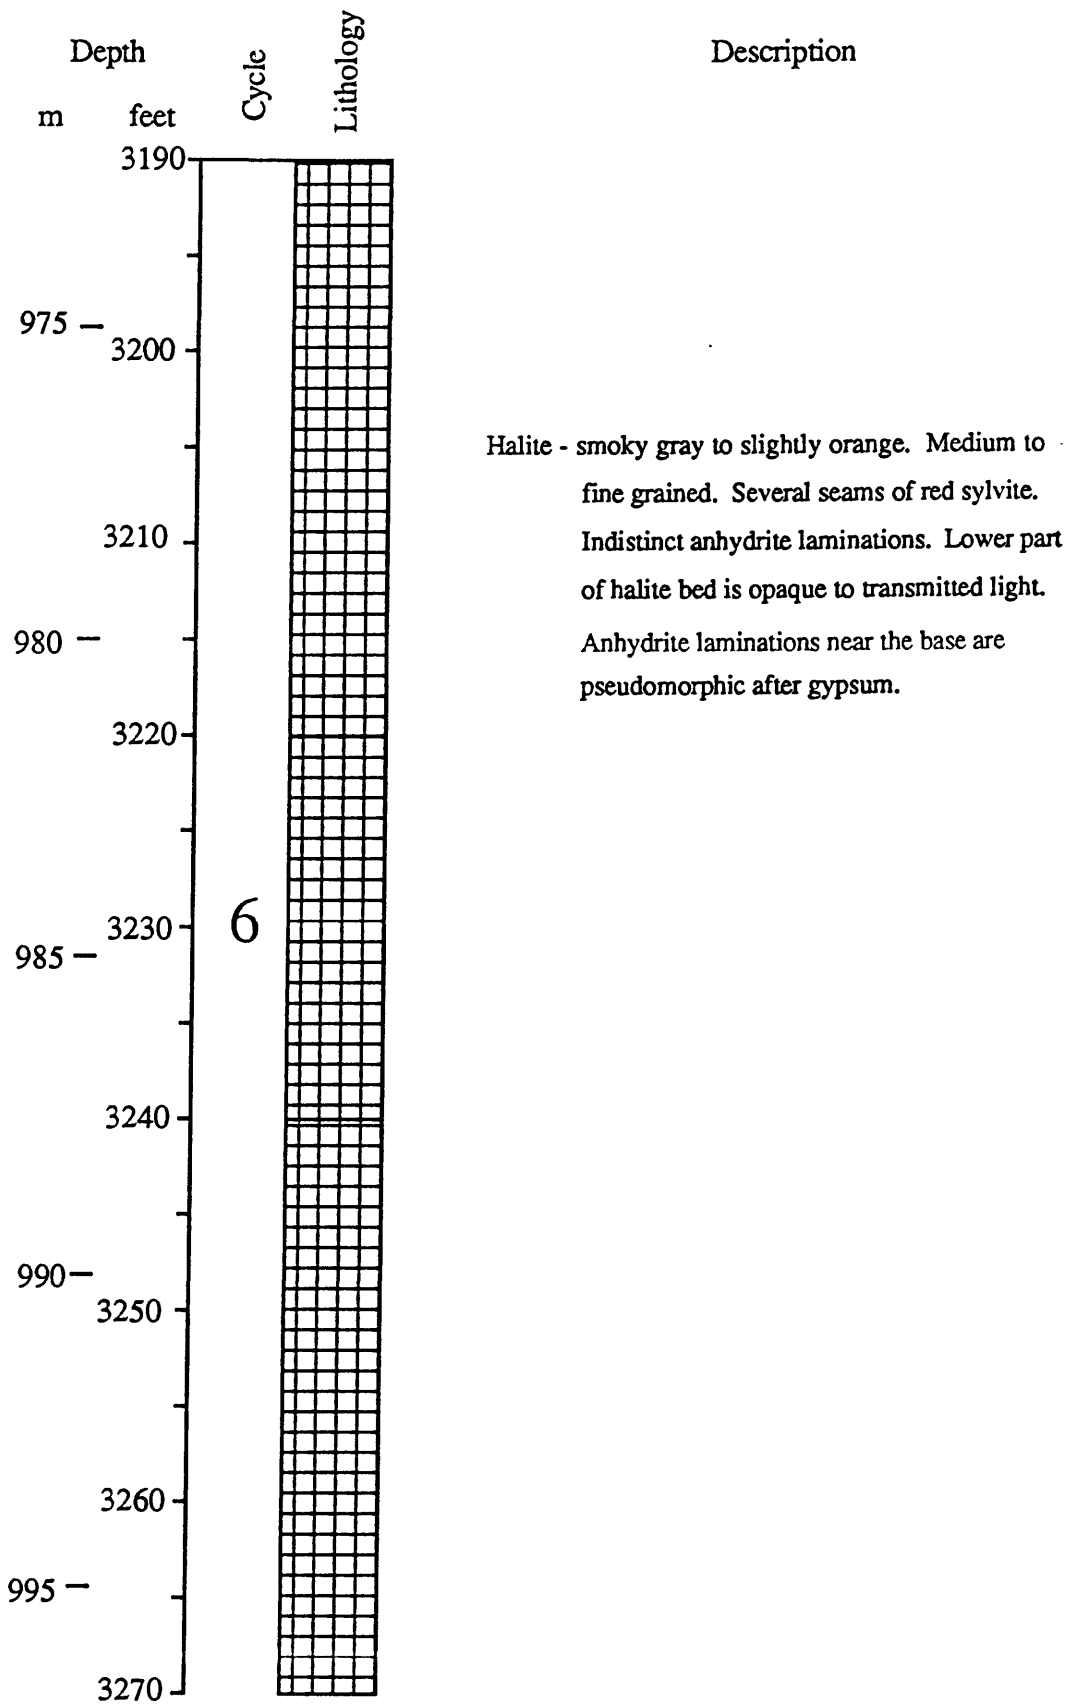 Depth
Cycle
Lithology
Description
m feet
3190
975
3200
Halite - smoky gray to slightly orange. Medium to
fine grained. Several seams of red sylvite.
3210
Indistinct anhydrite laminations. Lower part
of halite bed is opaque to transmitted light.
980
Anhydrite laminations near the base are
pseudomorphic after gypsum.
3220
6
3230
985
3240
990
3250
3260
995
3270